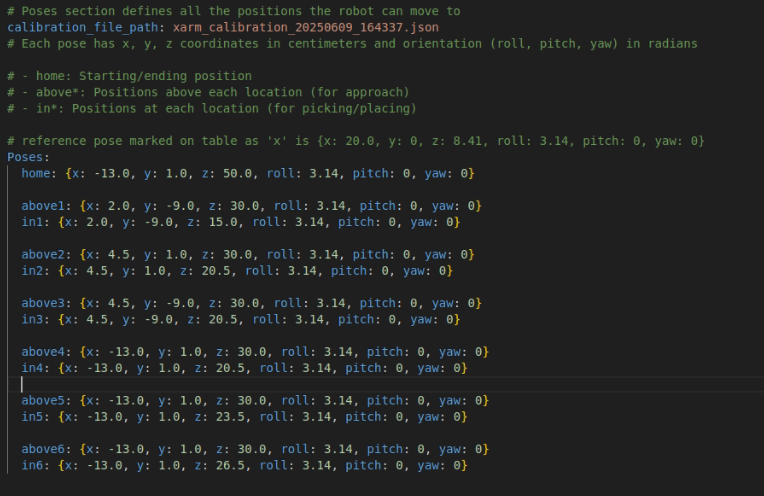 # Poses section defines all the positions the robot can move to
calibration_file_path: xarm_calibration_20250609_164337.json
# Each pose has x, y, z coordinates in centimeters and orientation (roll, pitch, yaw) in radians
# - home: Starting/ending position
# - above*: Positions above each location (for approach)
# - in*: Positions at each location (for picking/placing)
# reference pose marked on table as 'x' is {x: 20.0, y: 0, z: 8.41, roll: 3.14, pitch: 0, yaw: 0}
Poses:
home: {x: -13.0, y: 1.0, z: 50.0, roll: 3.14, pitch: 0, yaw: 0}
above1: {x: 2.0, y: -9.0, z: 30.0, roll: 3.14, pitch: 0, yaw: 0}
in1: {x: 2.0, y: -9.0, z: 15.0, roll: 3.14, pitch: 0, yaw: 0}
above2: {x: 4.5, y: 1.0, z: 30.0, roll: 3.14, pitch: 0, yaw: 0}
in2: {x: 4.5, y: 1.0, z: 20.5, roll: 3.14, pitch: 0, yaw: 0}
above3: {x: 4.5, y: -9.0, z: 30.0, roll: 3.14, pitch: 0, yaw: 0}
in3: {x: 4.5, y: -9.0, z: 20.5, roll: 3.14, pitch: 0, yaw: 0}
above4: {x: -13.0, y: 1.0, z: 30.0, roll: 3.14, pitch: 0, yaw: 0}
in4: {x: -13.0, y: 1.0, z: 20.5, roll: 3.14, pitch: 0, yaw: 0}
above5: {x: -13.0, y: 1.0, z: 30.0, roll: 3.14, pitch: 0, yaw: 0}
in5: {x: -13.0, y: 1.0, z: 23.5, roll: 3.14, pitch: 0, yaw: 0}
above6: {x: -13.0, y: 1.0, z: 30.0, roll: 3.14, pitch: 0, yaw: 0}
in6: {x: -13.0, y: 1.0, z: 26.5, roll: 3.14, pitch: 0, yaw: 0}